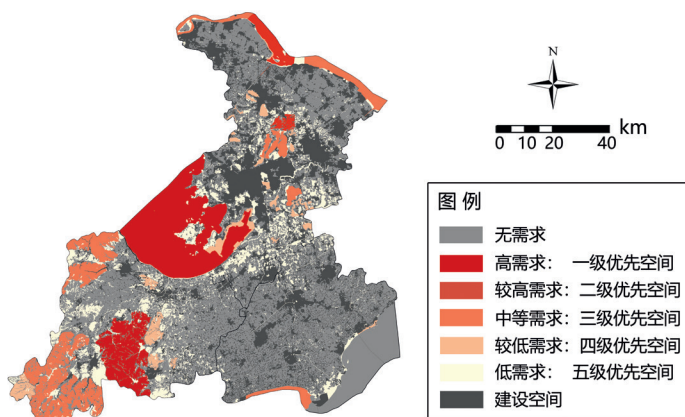 N
0 10 20 40 km
图 例
无需求
高需求： 一级优先空间
较高需求：二级优先空间
中等需求：三级优先空间
较低需求：四级优先空间
低需求： 五级优先空间
建设空间